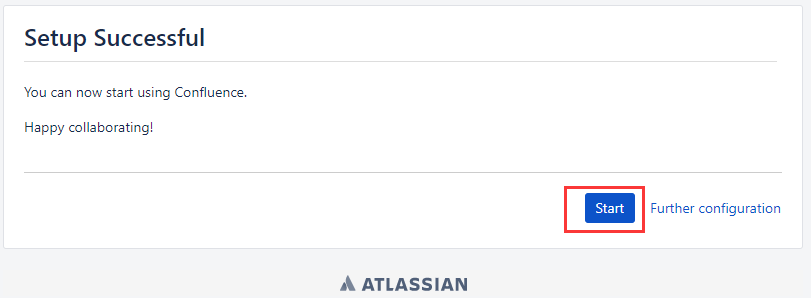 Setup Successful
You can now start using Confluence.
Happy collaborating!
Start Further configuration
ATLASSIAN